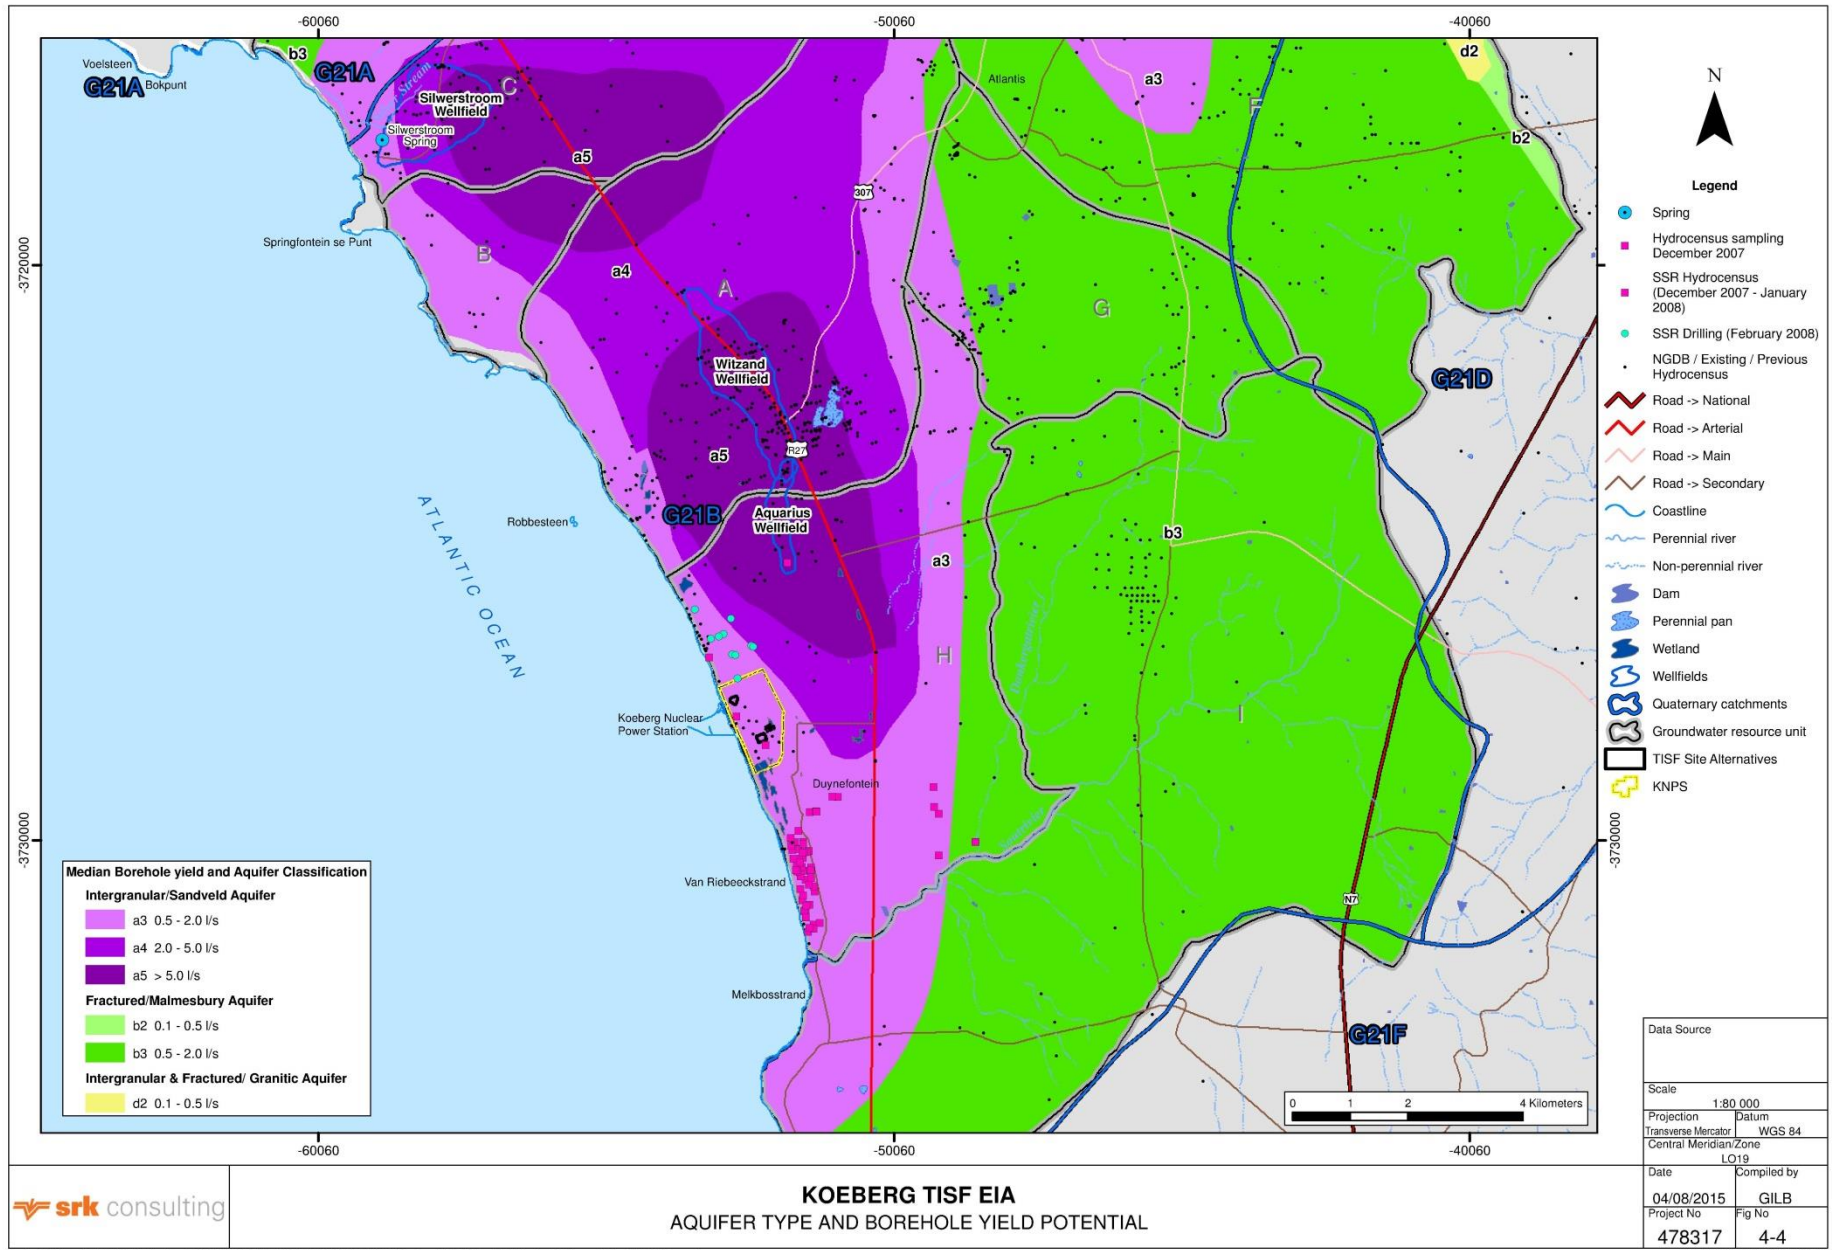 -60060
-50060
-40060
Voelsteen
G21A
Bokpunt
b3
G21A
Stream
C
Silwerstroom
Wellfield
Silwerstroom
Spring
a5
Atlantis
a3
F
d2
b2
307
Springfontein se Punt
B
a4
A
G
-3720000
-3720000
Witzand
Wellfield
G21D
R27
a5
G21B
Aquarius
Wellfield
Robbesteen
ATLANTIC OCEAN
b3
a3
H
I
J
Koeberg Nuclear
Power Station
Duynefontein
Van Riebeeckstrand
Melkbosstrand
-3730000
-3730000
N7
G21F
N
Legend
Spring
Hydrocensus sampling
December 2007
SSR Hydrocensus
(December 2007 - January
2008)
SSR Drilling (February 2008)
NGDB / Existing / Previous
Hydrocensus
Road -> National
Road -> Arterial
Road -> Main
Road -> Secondary
Coastline
Perennial river
Non-perennial river
Dam
Perennial pan
Wetland
Wellfields
Quaternary catchments
Groundwater resource unit
TISF Site Alternatives
KNPS
Median Borehole yield and Aquifer Classification
Intergranular/Sandveld Aquifer
a3 0.5 - 2.0 l/s
a4 2.0 - 5.0 l/s
a5 > 5.0 l/s
Fractured/Malmesbury Aquifer
b2 0.1 - 0.5 l/s
b3 0.5 - 2.0 l/s
Intergranular & Fractured/ Granitic Aquifer
d2 0.1 - 0.5 l/s
0 1 2 4 Kilometers
-60060
-50060
-40060
Data Source
Scale
1:80 000
Projection
Transverse Mercator
Datum
WGS 84
Central Meridian/Zone
LO19
Date
04/08/2015
Compiled by
GILB
Project No
478317
Fig No
4-4
srk consulting
KOEBERG TISF EIA
AQUIFER TYPE AND BOREHOLE YIELD POTENTIAL